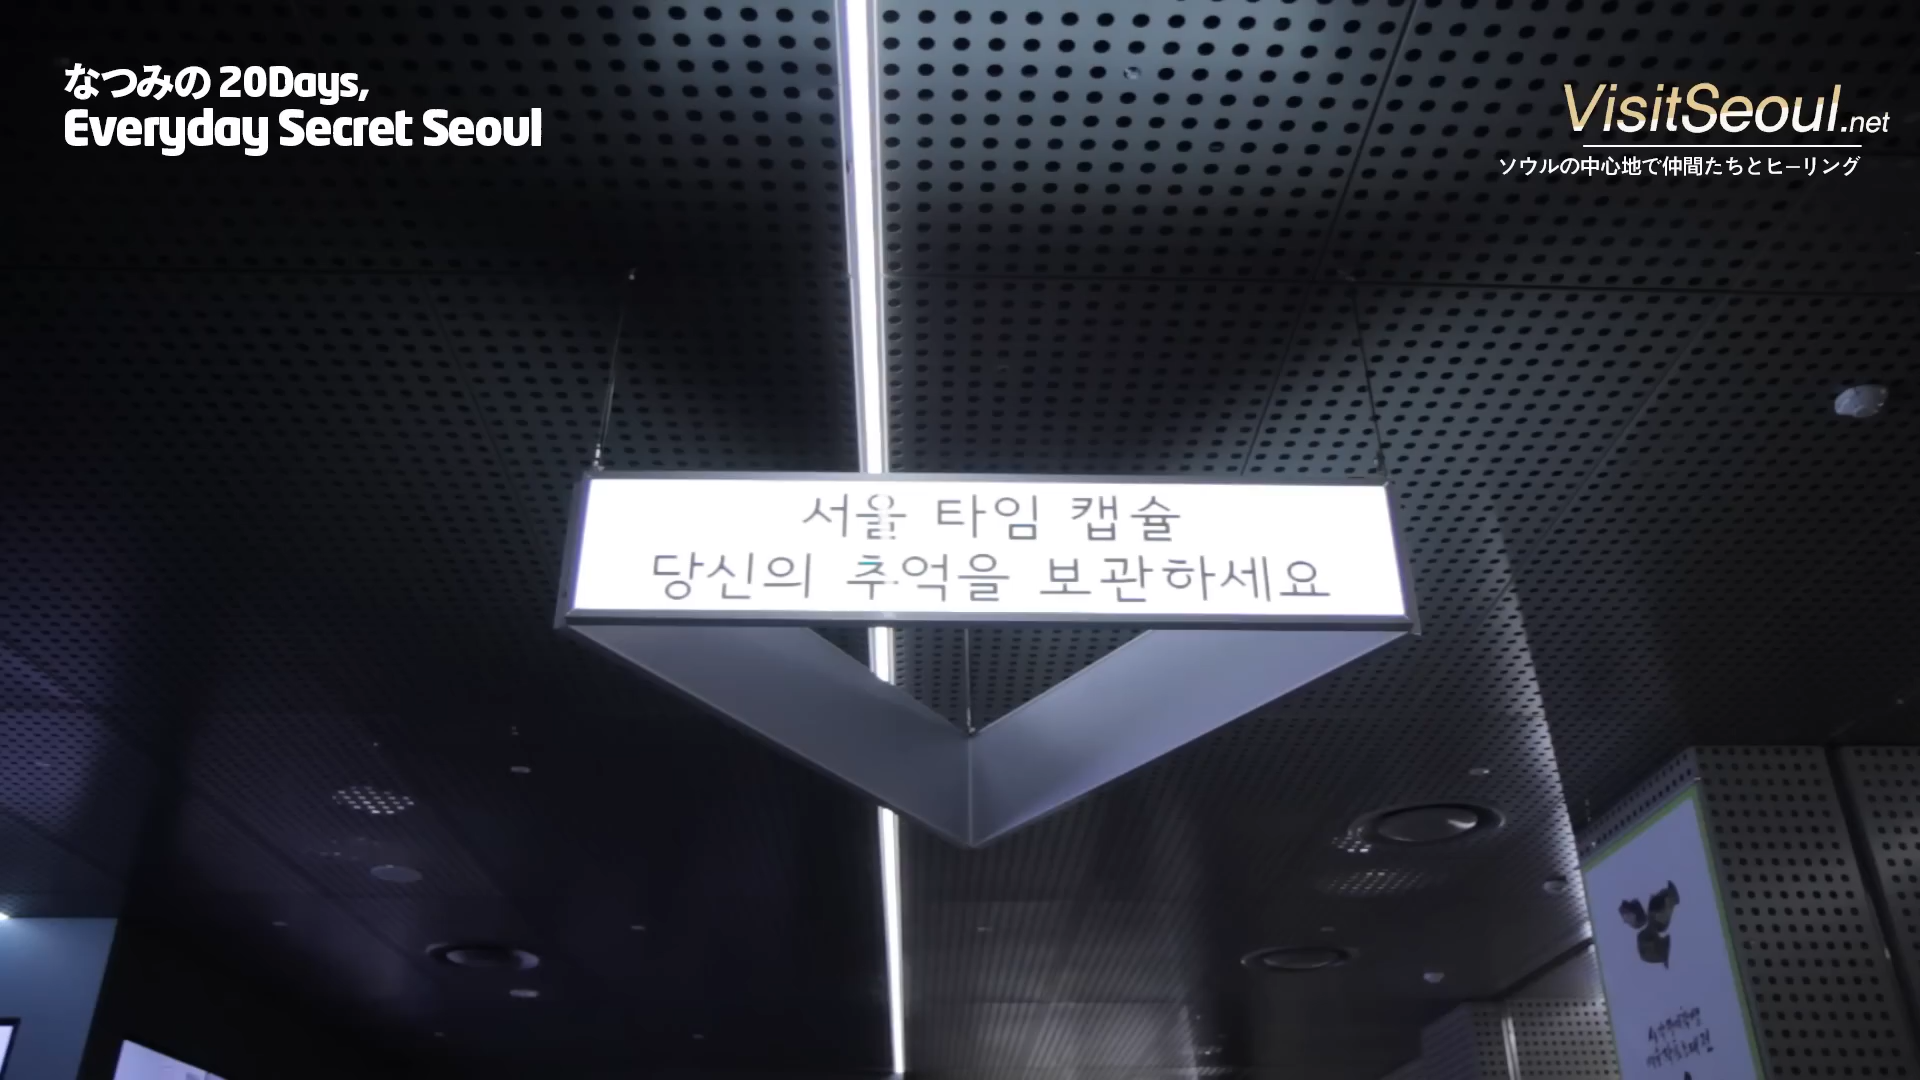 なつみの 20Days,
Everyday Secret Seoul
VisitSeoul.net
ソウルの中心地で仲間たちとヒーリング
서울 타임 캡슐
당신의 추억을 보관하세요